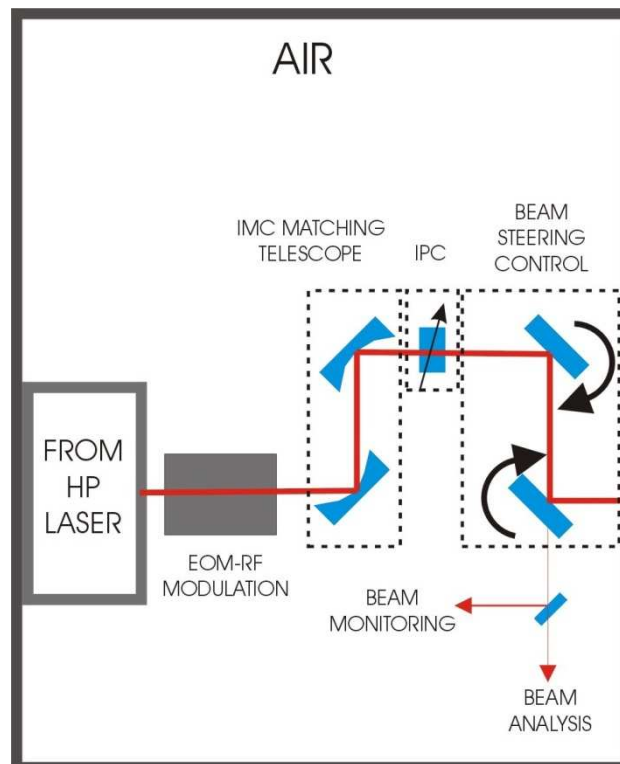 AIR
BEAM
STEERING
CONTROL
IMC MATCHING
TELESCOPE
IPC
FROM
HP
LASER
EOM-RF
MODULATION
BEAM
MONITORING
BEAM
ANALYSIS